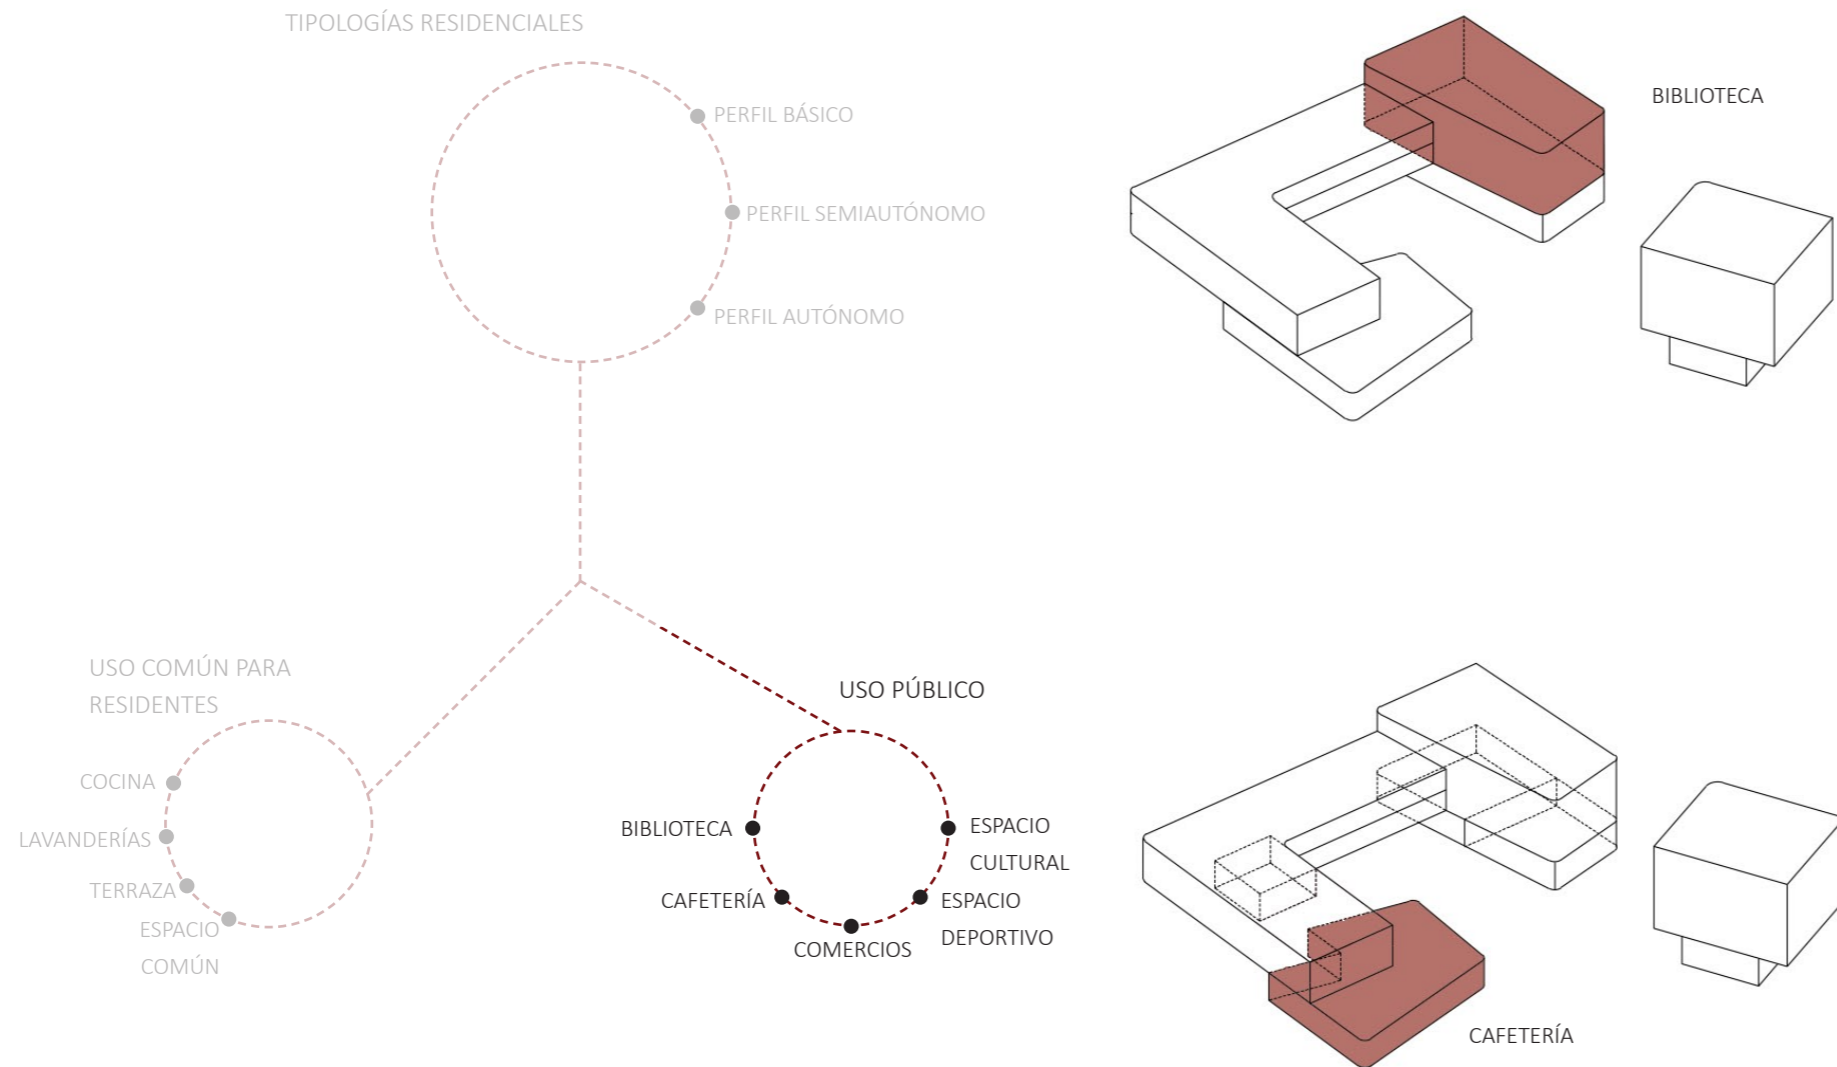 TIPOLOGÍAS RESIDENCIALES
PERFIL BÁSICO
PERFIL SEMIAUTÓNOMO
PERFIL AUTÓNOMO
USO COMÚN PARA
RESIDENTES
COCINA
LAVANDERÍAS
TERRAZA
ESPACIO
COMÚN
USO PÚBLICO
BIBLIOTECA
CAFETERÍA
COMERCIOS
ESPACIO
CULTURAL
ESPACIO
DEPORTIVO
BIBLIOTECA
CAFETERÍA